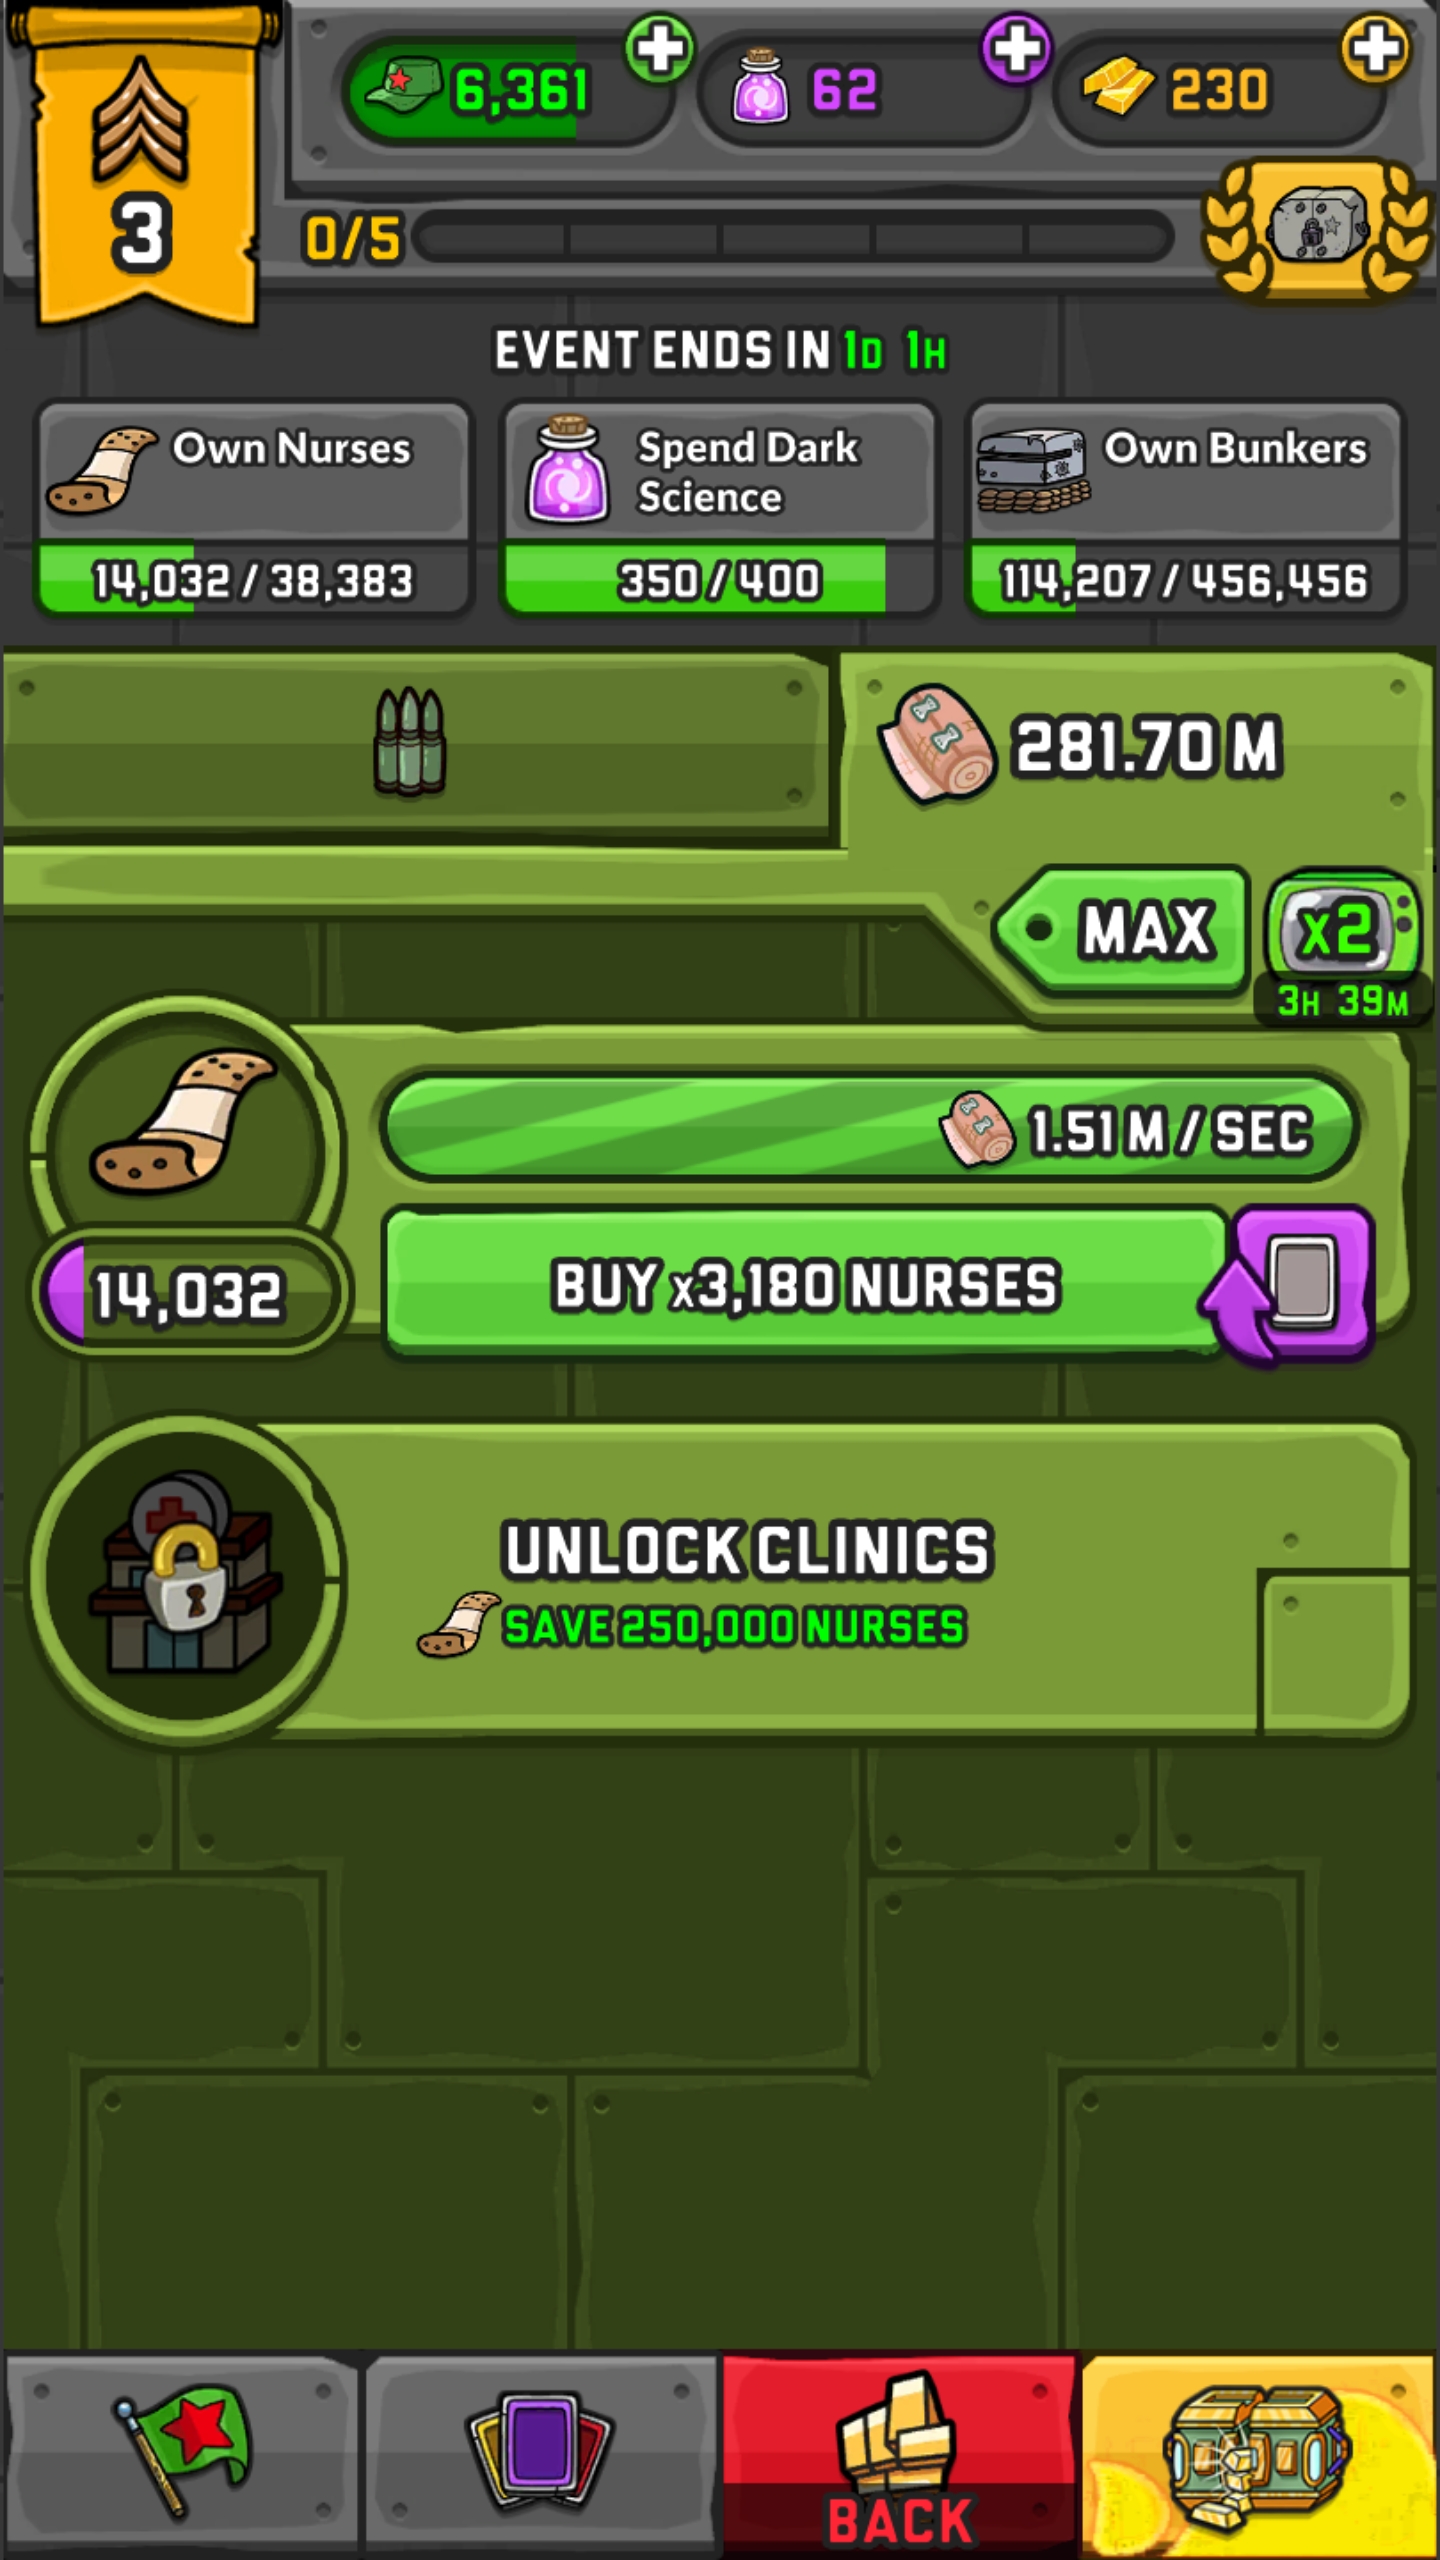 6,361
62
230
3
0/5
EVENT ENDS IN 1D 1H
Own Nurses
14,032 / 38,383
Spend Dark
Science
350 / 400
Own Bunkers
114,207 / 456,456
281.70 M
MAX
x2
3H 39M
1.51 M / SEC
14,032
BUY x3,180 NURSES
UNLOCK CLINICS
SAVE 250,000 NURSES
BACK